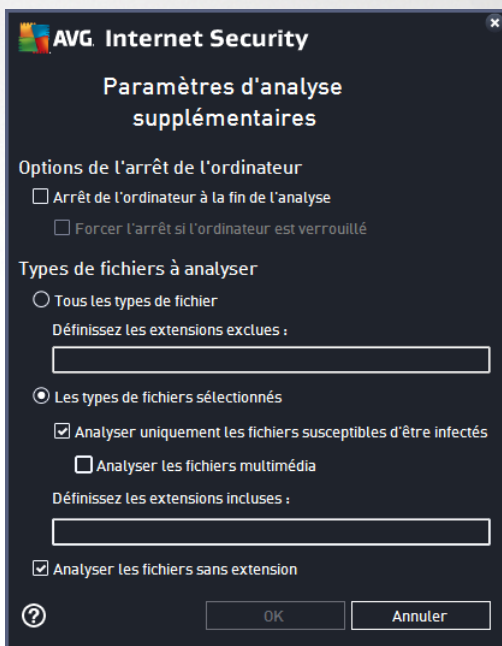 AVG Internet Security
Paramètres d'analyse
supplémentaires
Options de l'arrêt de l'ordinateur
Arrêt de l'ordinateur à la fin de l'analyse
Forcer l'arrêt si l'ordinateur est verrouillé
Types de fichiers à analyser
Tous les types de fichier
Définissez les extensions exclues :
Les types de fichiers sélectionnés
Analyser uniquement les fichiers susceptibles d'être infectés
Analyser les fichiers multimédia
Définissez les extensions incluses :
Analyser les fichiers sans extension
OK
Annuler